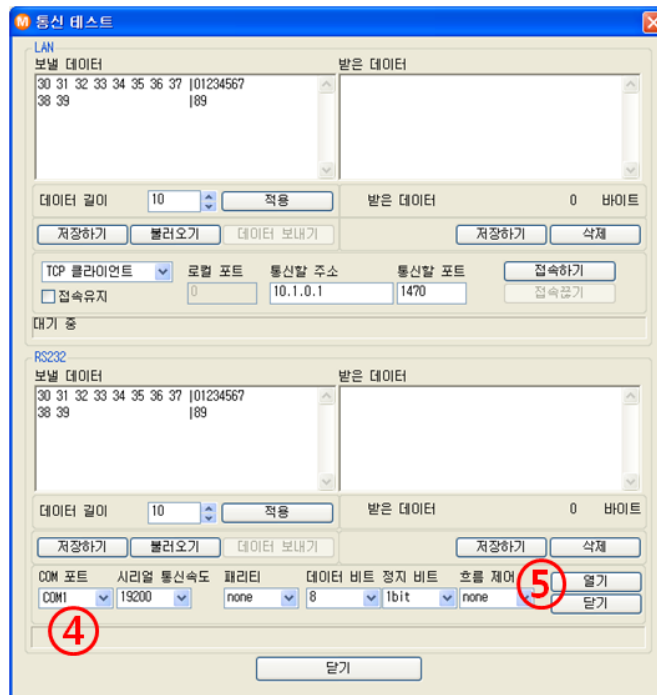 통신 테스트
LAN
보낼 데이터 받은 데이터
30 31 32 33 34 35 36 37 |01234567
38 39 |89
데이터 길이 10 적용 받은 데이터 0 바이트
저장하기 불러오기 데이터 보내기 저장하기 삭제
TCP 클라이언트 로컬 포트 통신할 주소 통신할 포트 접속하기
접속유지 0 10.1.0.1 1470 접속끊기
대기 중
RS232
보낼 데이터 받은 데이터
30 31 32 33 34 35 36 37 |01234567
38 39 |89
데이터 길이 10 적용 받은 데이터 0 바이트
저장하기 불러오기 데이터 보내기 저장하기 삭제
COM 포트 시리얼 통신속도 패리티 데이터 비트 정지 비트 흐름 제어 ⑤ 열기
COM1 19200 none 8 1bit none 닫기
④
닫기